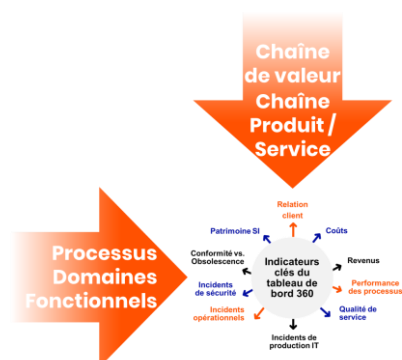 Chaîne
de valeur
Chaîne
Produit /
Service
Processus
Domaines
Fonctionnels
Relation
client
Patrimoine SI
Coûts
Conformité vs.
Obsolescence
Indicateurs
clés du
tableau de
bord 360
Revenus
Incidents
de sécurité
Performance
des processus
Incidents
opérationnels
Qualité de
service
Incidents de
production IT